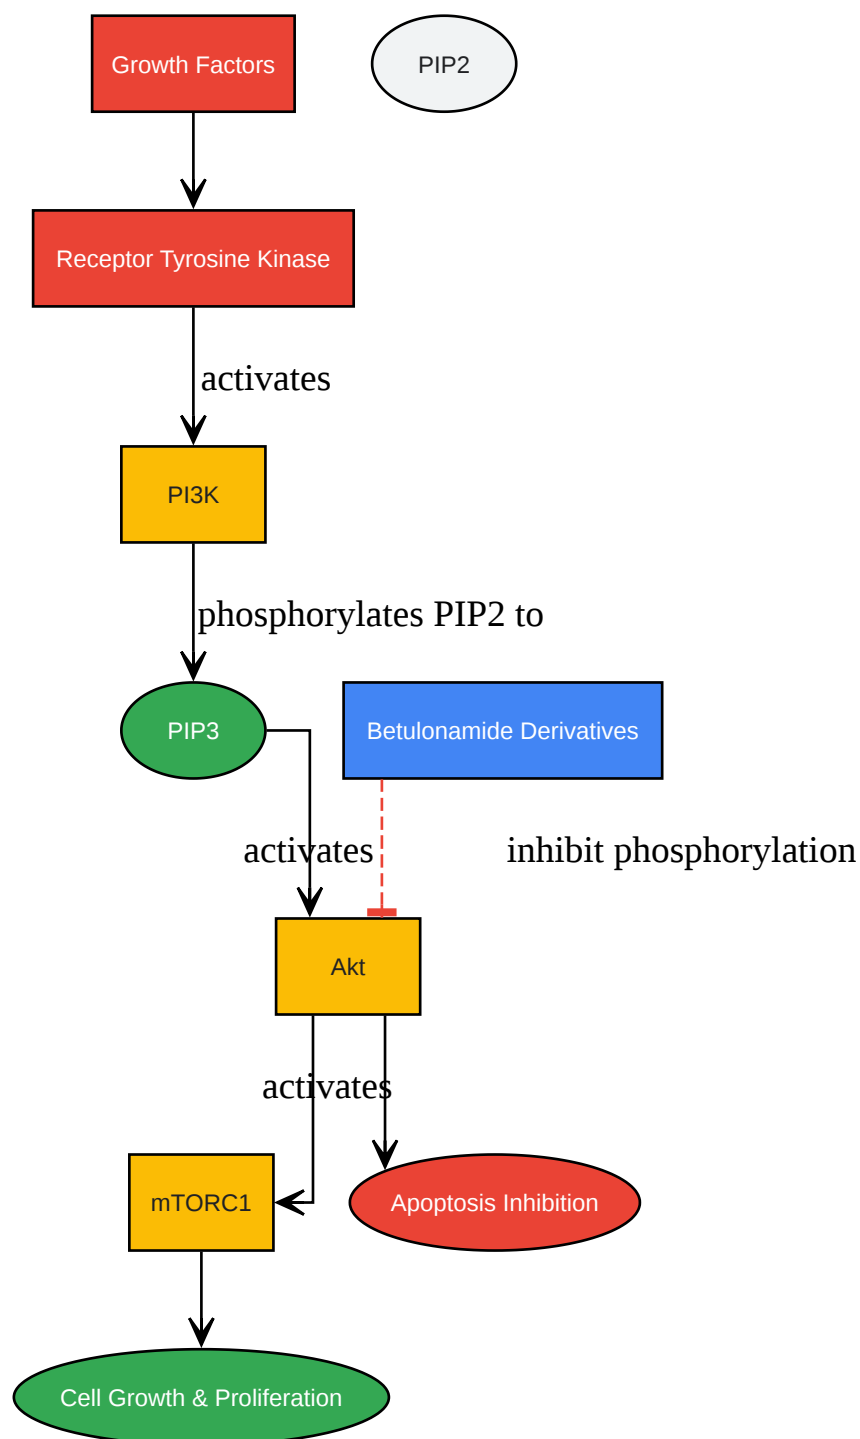 Growth Factors
PIP2
Receptor Tyrosine Kinase
activates
PI3K
phosphorylates PIP2 to
PIP3
Betulonamide Derivatives
activates
inhibit phosphorylation
Akt
activates
mTORC1
Apoptosis Inhibition
Cell Growth & Proliferation